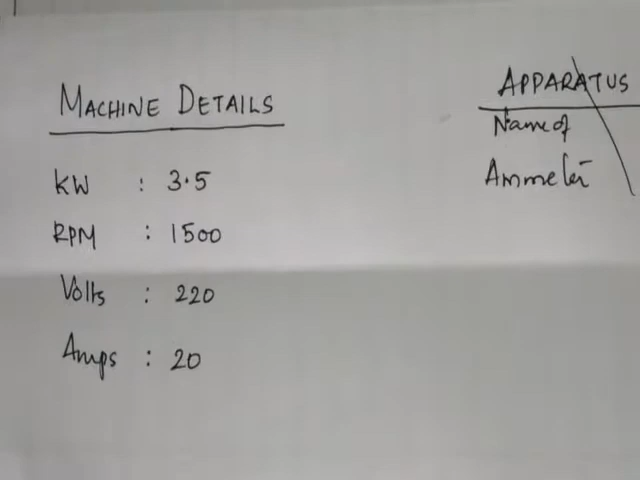 MACHINE DETAILS
KW : 3.5
RPM : 1500
Volts : 220
Amps : 20
APPARATUS
Name of
Ammeter